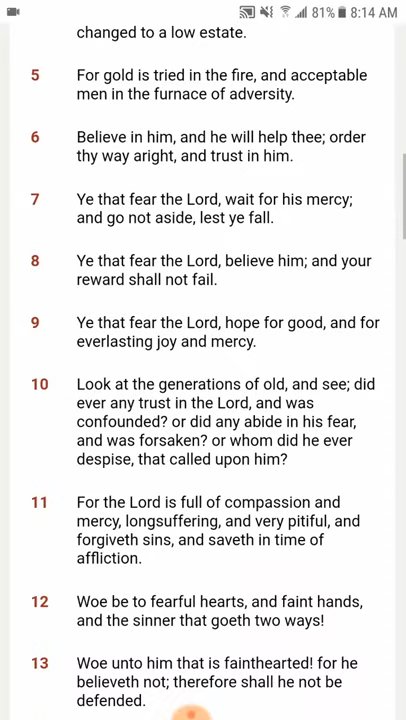 81% 8:14 AM
changed to a low estate.
5 For gold is tried in the fire, and acceptable
men in the furnace of adversity.
6 Believe in him, and he will help thee; order
thy way aright, and trust in him.
7 Ye that fear the Lord, wait for his mercy;
and go not aside, lest ye fall.
8 Ye that fear the Lord, believe him; and your
reward shall not fail.
9 Ye that fear the Lord, hope for good, and for
everlasting joy and mercy.
10 Look at the generations of old, and see; did
ever any trust in the Lord, and was
confounded? or did any abide in his fear,
and was forsaken? or whom did he ever
despise, that called upon him?
11 For the Lord is full of compassion and
mercy, longsuffering, and very pitiful, and
forgiveth sins, and saveth in time of
affliction.
12 Woe be to fearful hearts, and faint hands,
and the sinner that goeth two ways!
13 Woe unto him that is fainthearted! for he
believeth not; therefore shall he not be
defended.